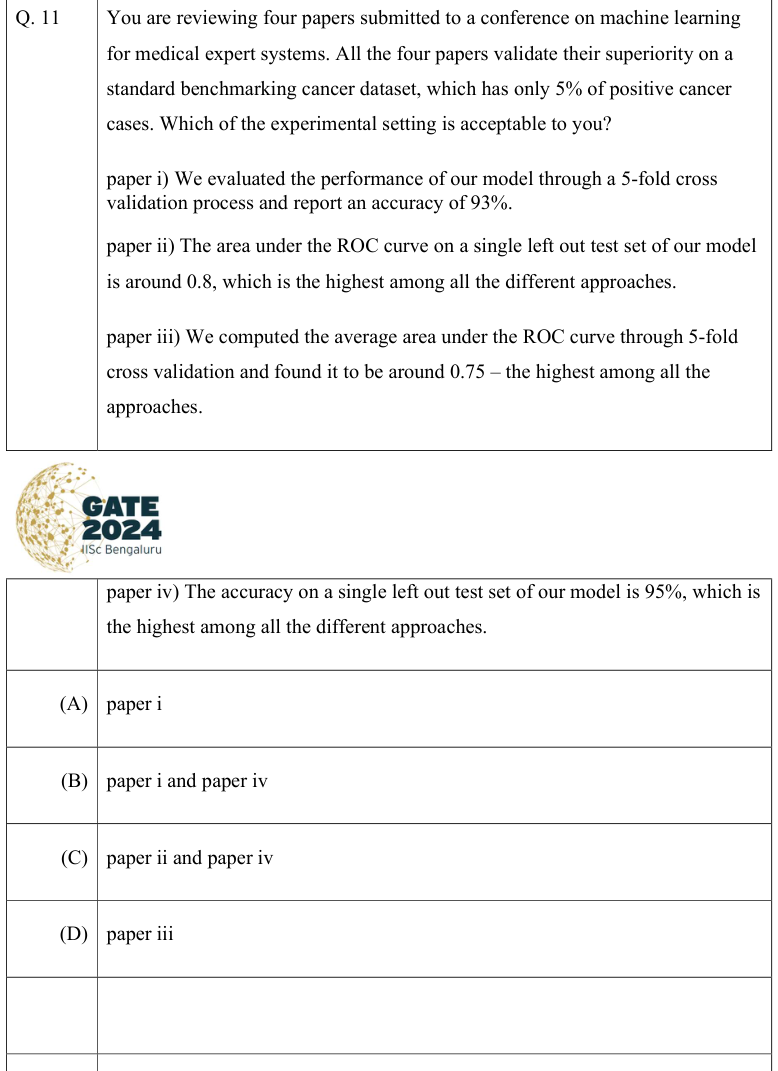 Q. 11 You are reviewing four papers submitted to a conference on machine learning
for medical expert systems. All the four papers validate their superiority on a
standard benchmarking cancer dataset, which has only 5% of positive cancer
cases. Which of the experimental setting is acceptable to you?
paper i) We evaluated the performance of our model through a 5-fold cross
validation process and report an accuracy of 93%.
paper ii) The area under the ROC curve on a single left out test set of our model
is around 0.8, which is the highest among all the different approaches.
paper iii) We computed the average area under the ROC curve through 5-fold
cross validation and found it to be around 0.75 – the highest among all the
approaches.
GATE
2024
IISc Bengaluru
paper iv) The accuracy on a single left out test set of our model is 95%, which is
the highest among all the different approaches.
(A) paper i
(B) paper i and paper iv
(C) paper ii and paper iv
(D) paper iii